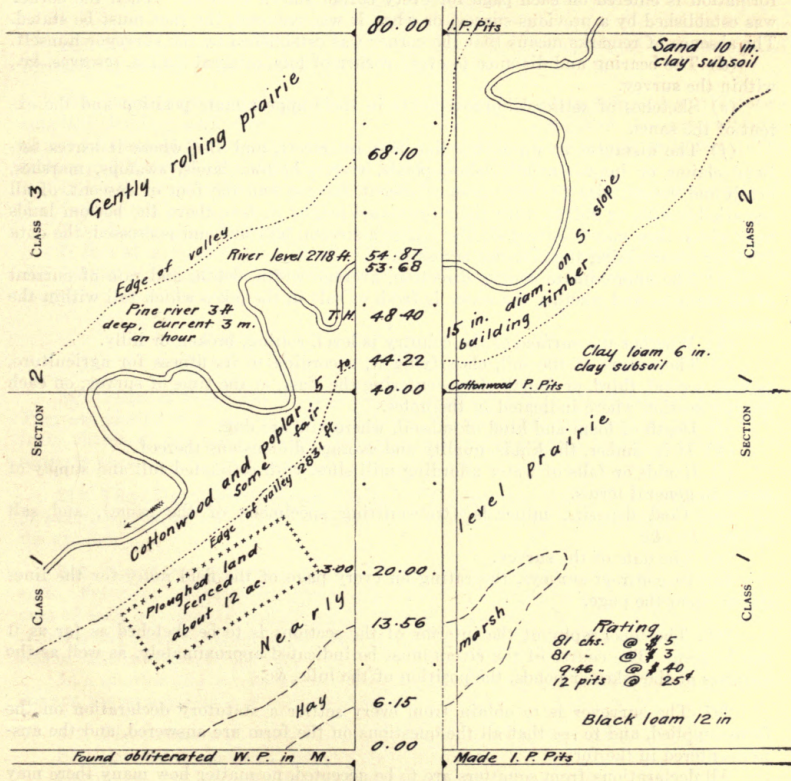 80.00 I.P. Pits
Sand 10 in.
clay subsoil
Gently rolling prairie
68.10
CLASS 3
CLASS 2
Edge of valley
River level 2718 ft.
54.87
53.68
Pine river 3 ft
deep, current 3 m.
an hour
T.H.
48.40
15 in. diam. on S. slope
building timber
44.22
Clay loam 6 in.
clay subsoil
40.00
Cottonwood P. Pits
SECTION 2
SECTION 1
Cottonwood and poplar, 5 to
some fair
Edge of valley 2831 ft.
level prairie
Ploughed land
fenced
about 12 ac.
3.00
20.00
CLASS 1
CLASS 1
Nearly
13.56
marsh
Hay
6.15
Rating
81 chs. @ $ 5
81 - @ $ 3
9.46 - @ $ 40
12 pits @ 25¢
Black loam 12 in
0.00
Found obliterated W. P. in M.
Made I. P. Pits